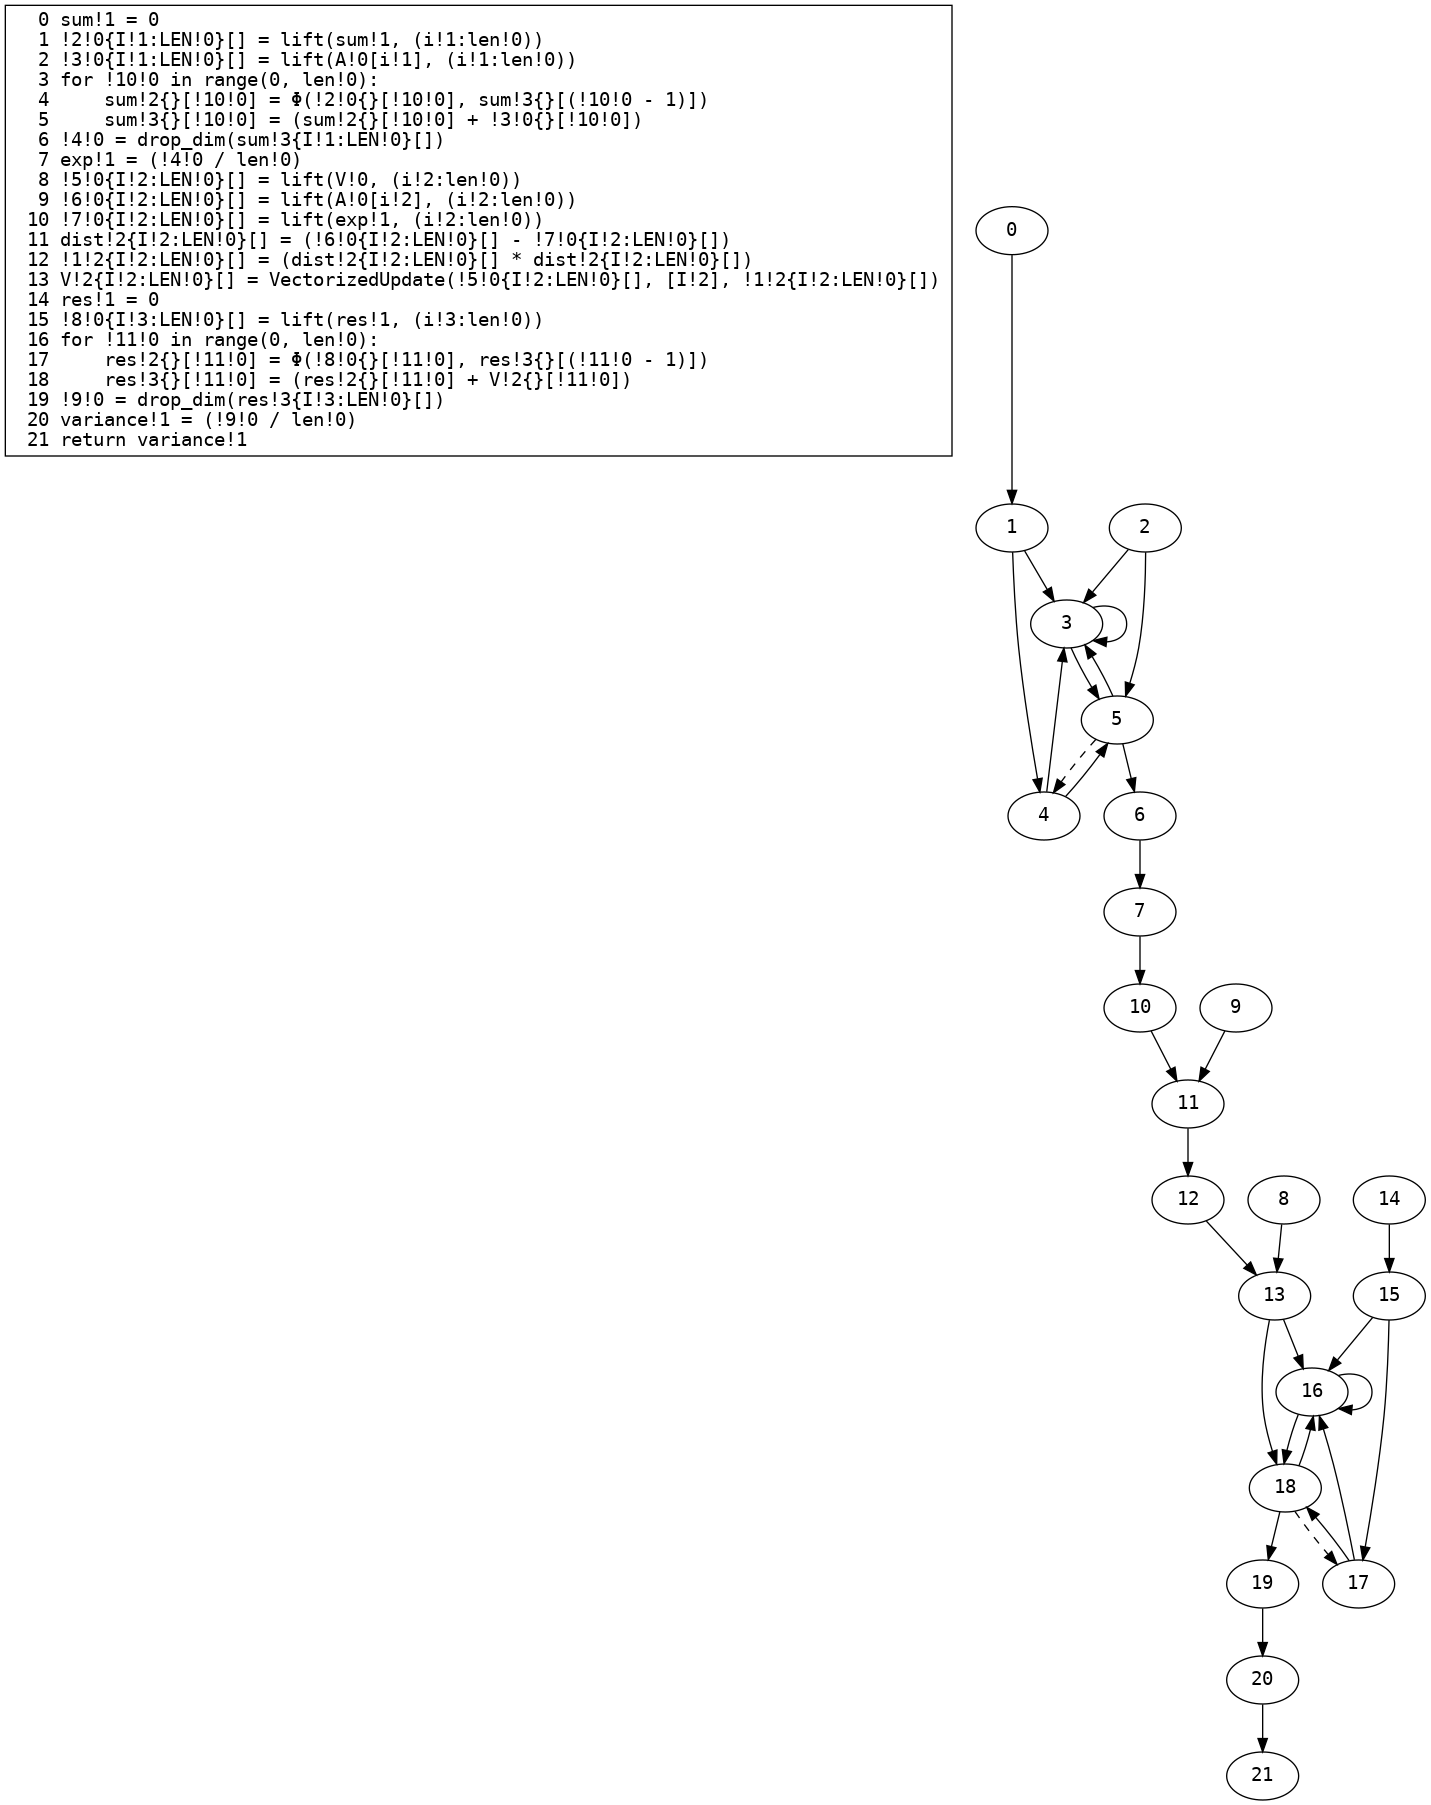 0 sum!1 = 0
1 !2!0{I!1:LEN!0}[] = lift(sum!1, (i!1:len!0))
2 !3!0{I!1:LEN!0}[] = lift(A!0[i!1], (i!1:len!0))
3 for !10!0 in range(0, len!0):
4     sum!2{}[!10!0] = Φ(!2!0{}[!10!0], sum!3{}[(!10!0 - 1)])
5     sum!3{}[!10!0] = (sum!2{}[!10!0] + !3!0{}[!10!0])
6 !4!0 = drop_dim(sum!3{I!1:LEN!0}[])
7 exp!1 = (!4!0 / len!0)
8 !5!0{I!2:LEN!0}[] = lift(V!0, (i!2:len!0))
9 !6!0{I!2:LEN!0}[] = lift(A!0[i!2], (i!2:len!0))
10 !7!0{I!2:LEN!0}[] = lift(exp!1, (i!2:len!0))
11 dist!2{I!2:LEN!0}[] = (!6!0{I!2:LEN!0}[] - !7!0{I!2:LEN!0}[])
12 !1!2{I!2:LEN!0}[] = (dist!2{I!2:LEN!0}[] * dist!2{I!2:LEN!0}[])
13 V!2{I!2:LEN!0}[] = VectorizedUpdate(!5!0{I!2:LEN!0}[], [I!2], !1!2{I!2:LEN!0}[])
14 res!1 = 0
15 !8!0{I!3:LEN!0}[] = lift(res!1, (i!3:len!0))
16 for !11!0 in range(0, len!0):
17     res!2{}[!11!0] = Φ(!8!0{}[!11!0], res!3{}[(!11!0 - 1)])
18     res!3{}[!11!0] = (res!2{}[!11!0] + V!2{}[!11!0])
19 !9!0 = drop_dim(res!3{I!3:LEN!0}[])
20 variance!1 = (!9!0 / len!0)
21 return variance!1
0
1
2
3
5
4
6
7
10
9
11
12
8
14
13
15
16
18
19
17
20
21